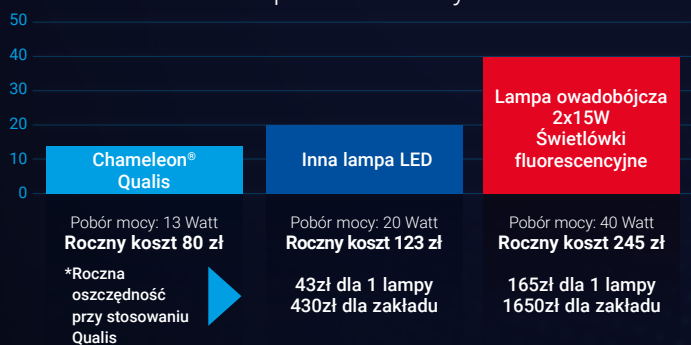 50
40
30
20
10
0
Chameleon®
Qualis
Inna lampa LED
Lampa owadobójcza
2x15W
Świetlówki
fluorescencyjne
Pobór mocy: 13 Watt
Roczny koszt 80 zł
Pobór mocy: 20 Watt
Roczny koszt 123 zł
Pobór mocy: 40 Watt
Roczny koszt 245 zł
*Roczna
oszczędność
przy stosowaniu
Qualis
43zł dla 1 lampy
430zł dla zakładu
165zł dla 1 lampy
1650zł dla zakładu